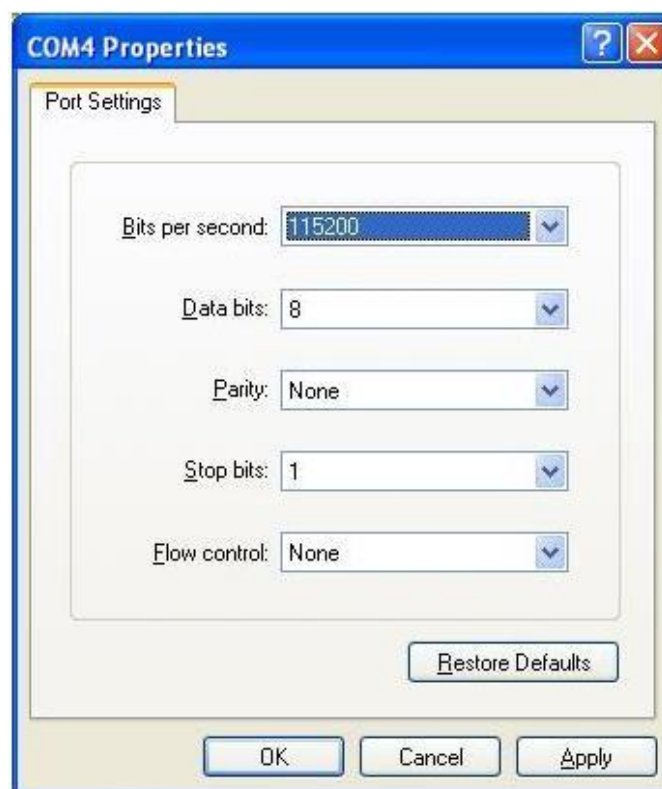 COM4 Properties
Port Settings
Bits per second: 115200
Data bits: 8
Parity: None
Stop bits: 1
Flow control: None
Restore Defaults
OK Cancel Apply